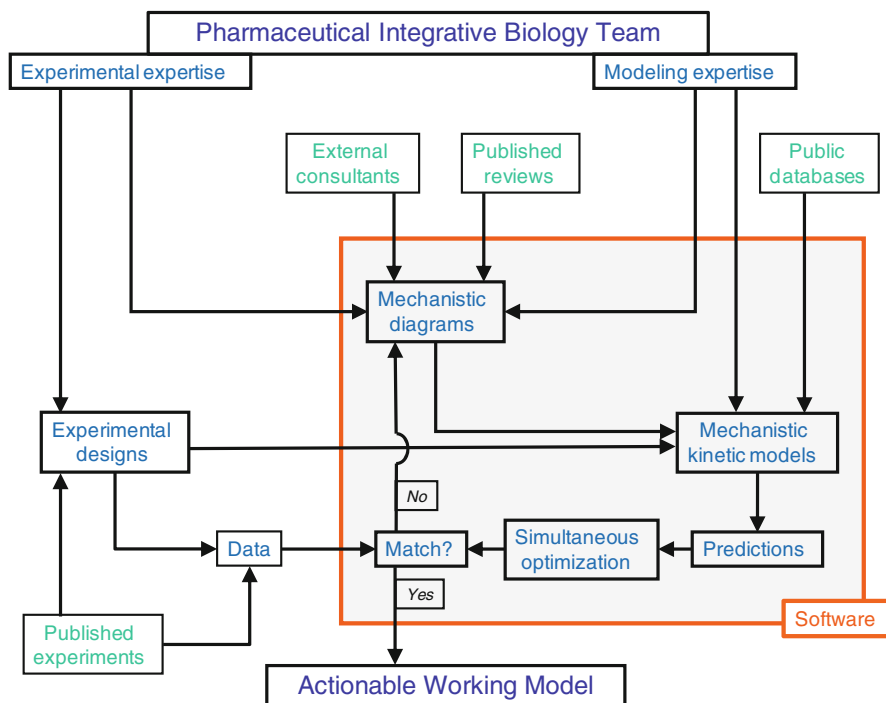 Pharmaceutical Integrative Biology Team
Experimental expertise
Modeling expertise
External
consultants
Published
reviews
Public
databases
Mechanistic
diagrams
Experimental
designs
Mechanistic
kinetic models
No
Data
Match?
Simultaneous
optimization
Predictions
Yes
Software
Published
experiments
Actionable Working Model